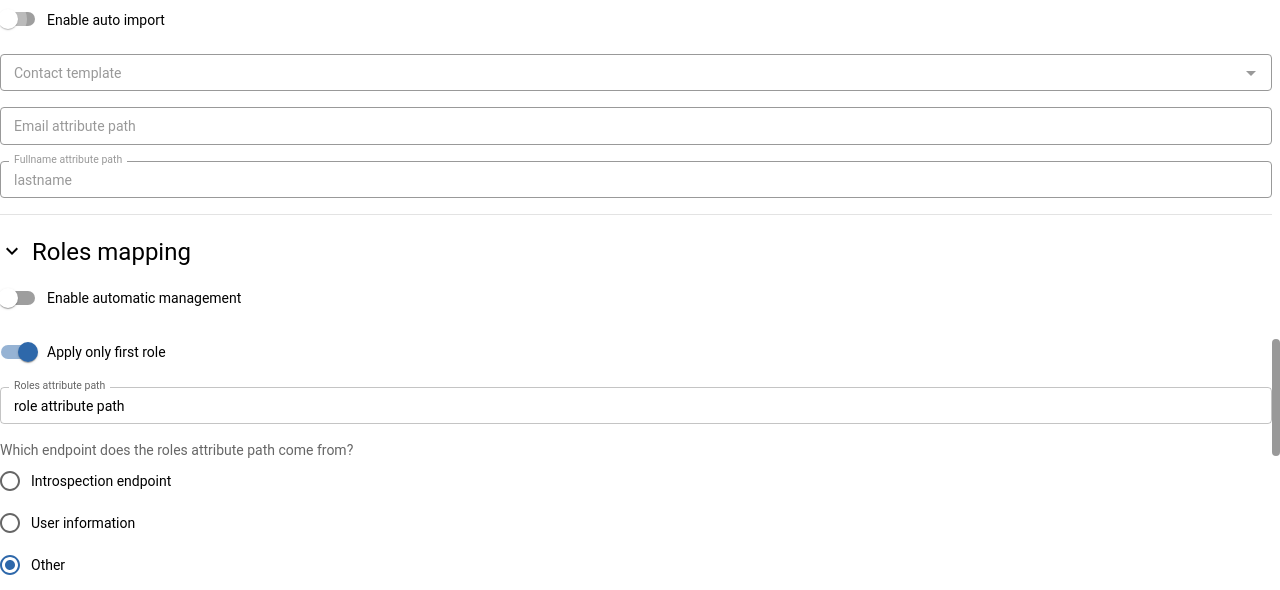 Enable auto import
Contact template
Email attribute path
Fullname attribute path
lastname
Roles mapping
Enable automatic management
Apply only first role
Roles attribute path
role attribute path
Which endpoint does the roles attribute path come from?
Introspection endpoint
User information
Other